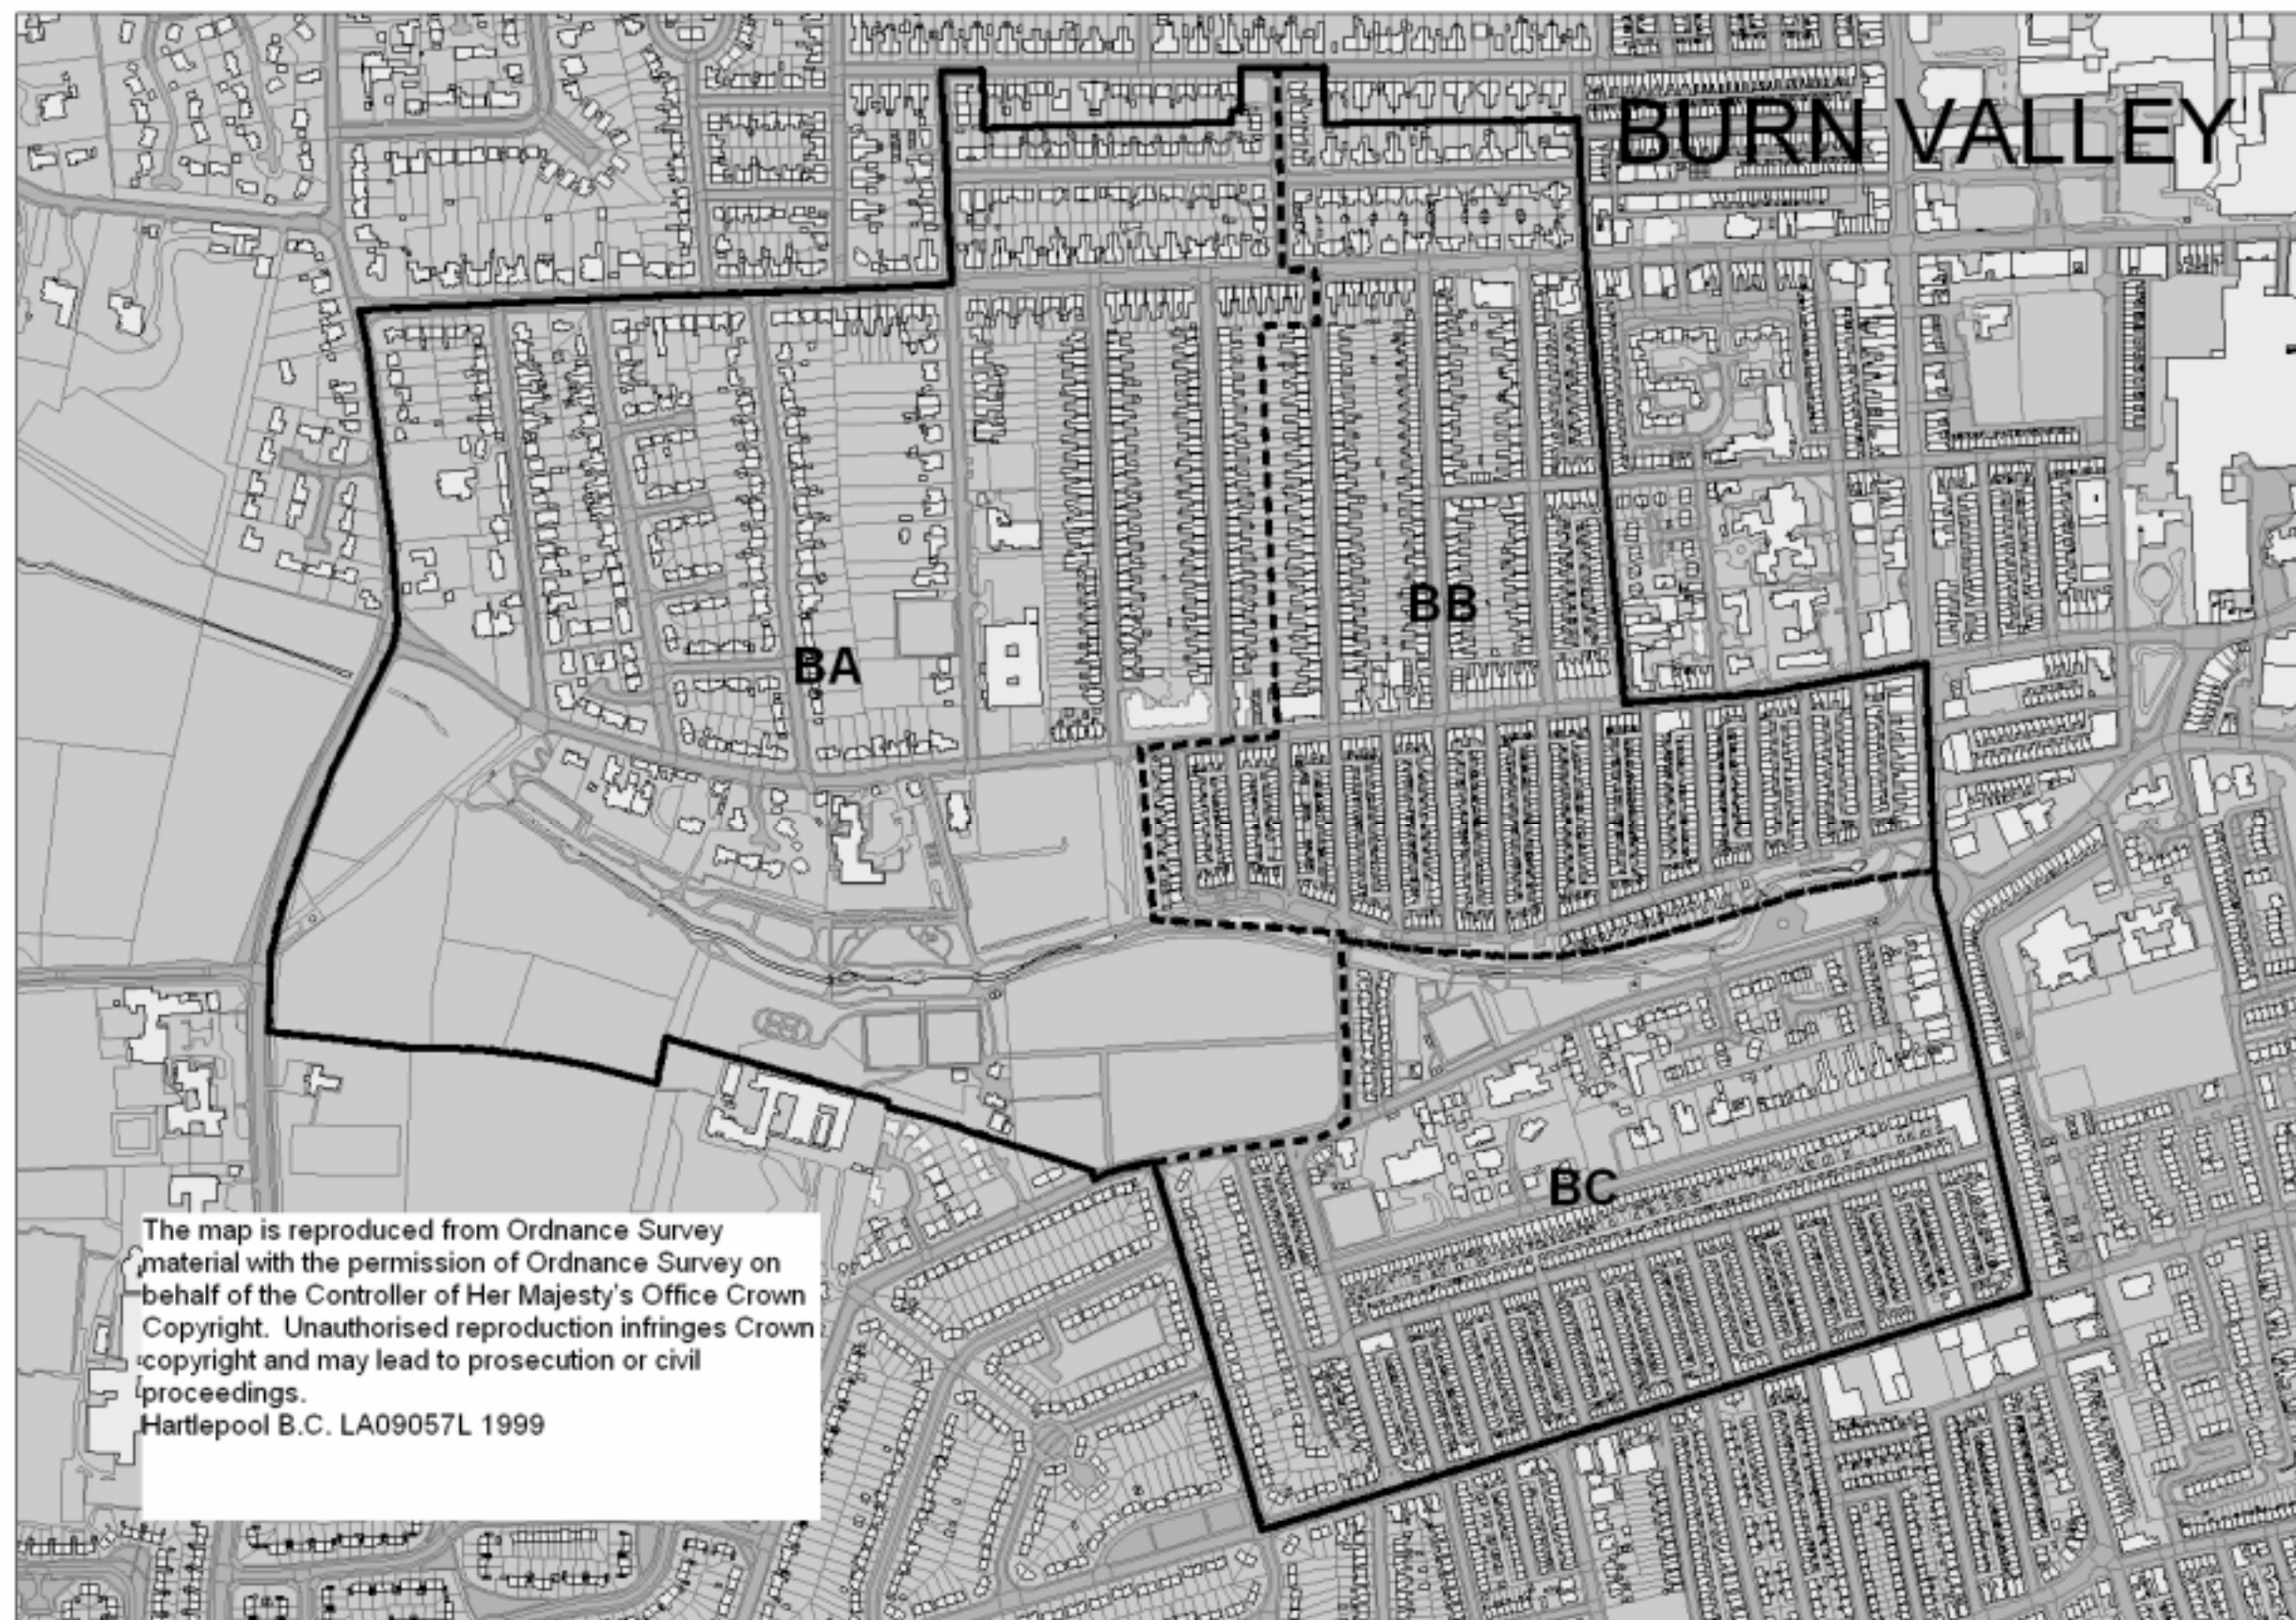 BURN VALLEY
BB
BA
BC
The map is reproduced from Ordnance Survey
material with the permission of Ordnance Survey on
behalf of the Controller of Her Majesty's Office Crown
Copyright. Unauthorised reproduction infringes Crown
copyright and may lead to prosecution or civil
proceedings.
Hartlepool B.C. LA09057L 1999